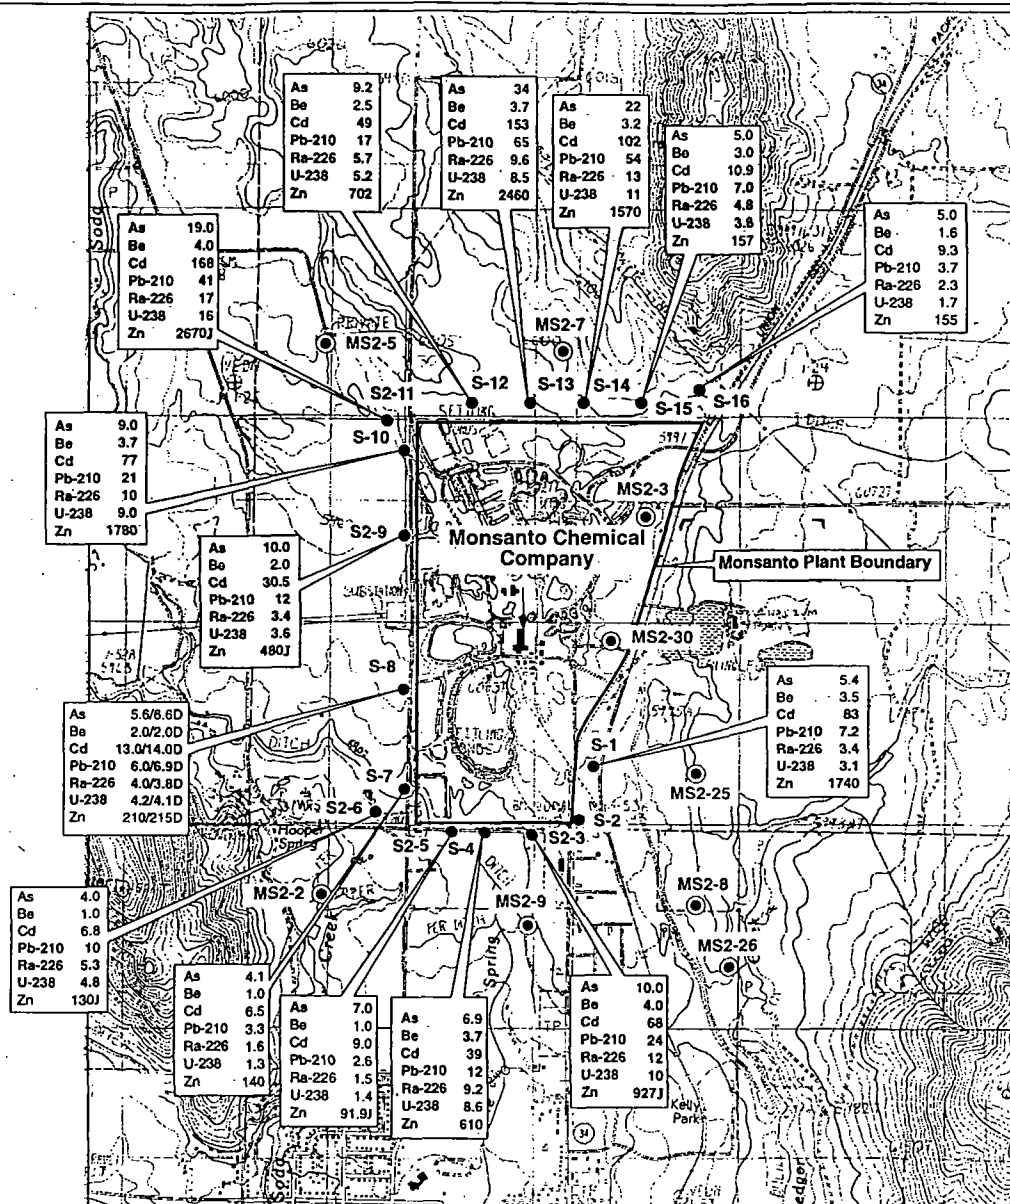 As 9.2
Be 2.5
Cd 49
Pb-210 17
Ra-226 5.7
U-238 5.2
Zn 702
As 34
Be 3.7
Cd 153
Pb-210 65
Ra-226 9.6
U-238 8.5
Zn 2460
As 22
Be 3.2
Cd 102
Pb-210 54
Ra-226 13
U-238 11
Zn 1570
As 5.0
Be 3.0
Cd 10.9
Pb-210 7.0
Ra-226 4.8
U-238 3.8
Zn 157
As 5.0
Be 1.6
Cd 9.3
Pb-210 3.7
Ra-226 2.3
U-238 1.7
Zn 155
As 19.0
Be 4.0
Cd 168
Pb-210 41
Ra-226 17
U-238 16
Zn 2670J
MS2-5
MS2-7
S2-11
S-12
S-13
S-14
S-15
S-16
S-10
As 9.0
Be 3.7
Cd 77
Pb-210 21
Ra-226 10
U-238 9.0
Zn 1780
MS2-3
S2-9
Monsanto Chemical
Company
Monsanto Plant Boundary
As 10.0
Be 2.0
Cd 30.5
Pb-210 12
Ra-226 3.4
U-238 3.6
Zn 480J
SUBSTATION
MS2-30
S-8
As 5.6/6.6D
Be 2.0/2.0D
Cd 13.0/14.0D
Pb-210 6.0/6.9D
Ra-226 4.0/3.8D
U-238 4.2/4.1D
Zn 210/215D
As 5.4
Be 3.5
Cd 83
Pb-210 7.2
Ra-226 3.4
U-238 3.1
Zn 1740
DITCH
S-1
S-7
MS2-25
S2-6
S-2
Hooper
Spring
S2-5
S-4
S2-3
MS2-2
MS2-8
MS2-9
MS2-26
Creek
Spring
As 4.0
Be 1.0
Cd 6.8
Pb-210 10
Ra-226 5.3
U-238 4.8
Zn 130J
As 4.1
Be 1.0
Cd 6.5
Pb-210 3.3
Ra-226 1.6
U-238 1.3
Zn 140
As 7.0
Be 1.0
Cd 9.0
Pb-210 2.6
Ra-226 1.5
U-238 1.4
Zn 91.9J
As 6.9
Be 3.7
Cd 39
Pb-210 12
Ra-226 9.2
U-238 8.6
Zn 610
As 10.0
Be 4.0
Cd 68
Pb-210 24
Ra-226 12
U-238 10
Zn 927J
Kelly
Park
34
Soda